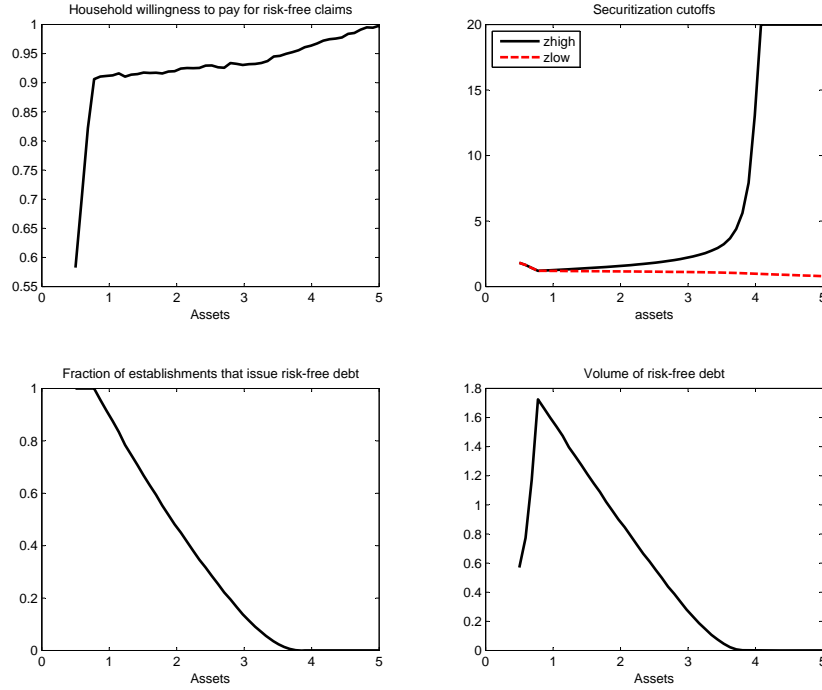 Household willingness to pay for risk-free claims
1
0.95
0.9
0.85
0.8
0.75
0.7
0.65
0.6
0.55
0 1 2 3 4 5
Assets
Securitization cutoffs
20
15
10
5
0
zhigh
zlow
0 1 2 3 4 5
assets
Fraction of establishments that issue risk-free debt
1
0.8
0.6
0.4
0.2
0
0 1 2 3 4 5
Assets
Volume of risk-free debt
1.8
1.6
1.4
1.2
1
0.8
0.6
0.4
0.2
0
0 1 2 3 4 5
Assets